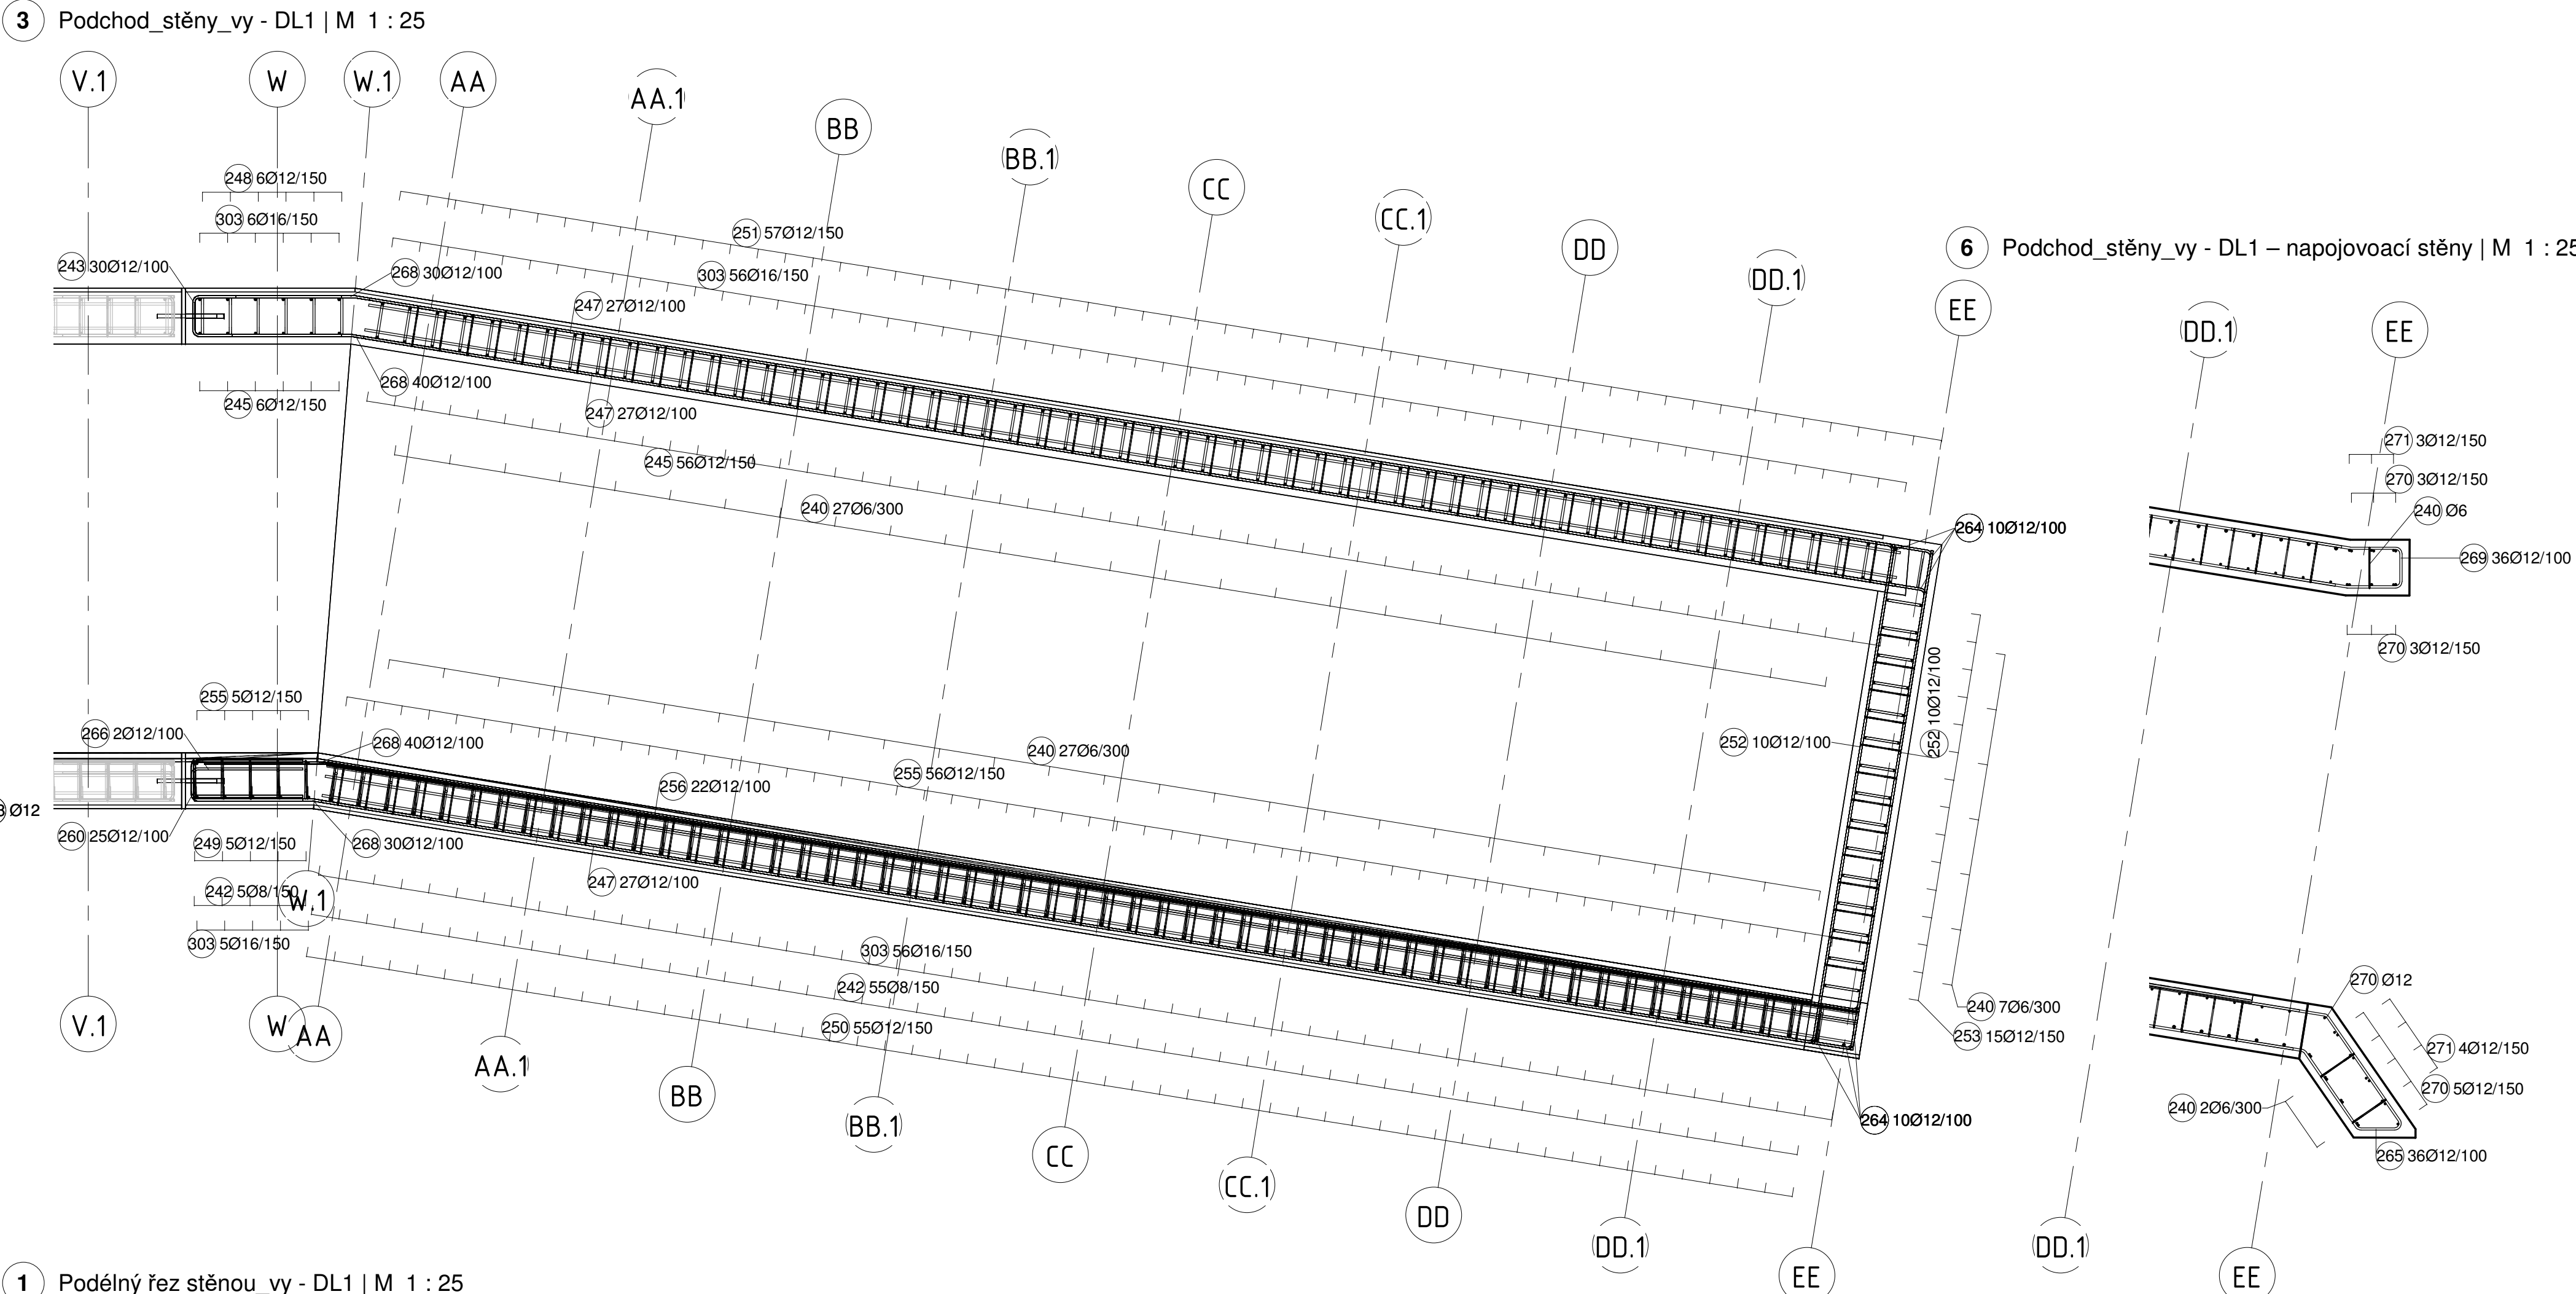 3 Podchod_stěny_vy - DL1 | M 1 : 25
V.1 W W.1 AA AA.1 BB BB.1 CC CC.1 DD DD.1 EE
248 6Ø12/150
303 6Ø16/150
243 30Ø12/100
268 30Ø12/100
251 57Ø12/150
303 56Ø16/150
247 27Ø12/100
268 40Ø12/100
245 6Ø12/150
247 27Ø12/100
245 56Ø12/150
240 27Ø6/300
264 10Ø12/100
252 10Ø12/100
252 10Ø12/100
255 5Ø12/150
266 2Ø12/100
268 40Ø12/100
240 27Ø6/300
255 56Ø12/150
256 22Ø12/100
Ø12
260 25Ø12/100
249 5Ø12/150
268 30Ø12/100
242 5Ø8/150
247 27Ø12/100
303 5Ø16/150
303 56Ø16/150
242 55Ø8/150
250 55Ø12/150
240 7Ø6/300
253 15Ø12/150
264 10Ø12/100
V.1 W W.1 AA AA.1 BB BB.1 CC CC.1 DD DD.1 EE
6 Podchod_stěny_vy - DL1 – napojovoací stěny | M 1 : 25
DD.1 EE
271 3Ø12/150
270 3Ø12/150
240 Ø6
269 36Ø12/100
270 3Ø12/150
270 Ø12
271 4Ø12/150
270 5Ø12/150
240 2Ø6/300
265 36Ø12/100
DD.1 EE
1 Podélný řez stěnou_vy - DL1 | M 1 : 25